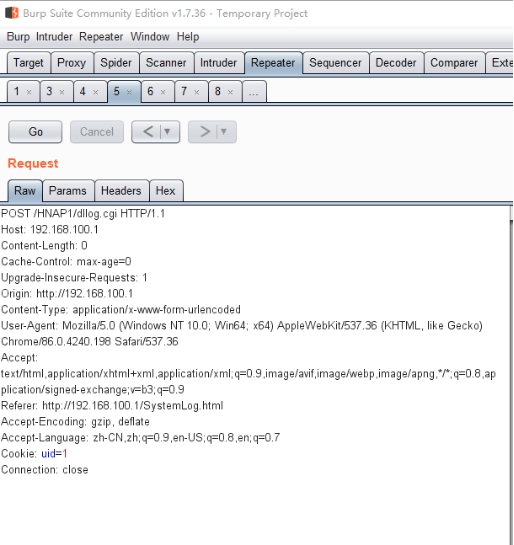 Burp Suite Community Edition v1.7.36 - Temporary Project
Burp Intruder Repeater Window Help
Target Proxy Spider Scanner Intruder Repeater Sequencer Decoder Comparer Exte
1 × 3 × 4 × 5 × 6 × 7 × 8 × ...
Go Cancel < ▼ > ▼
Request
Raw Params Headers Hex
POST /HNAP1/dllog.cgi HTTP/1.1
Host: 192.168.100.1
Content-Length: 0
Cache-Control: max-age=0
Upgrade-Insecure-Requests: 1
Origin: http://192.168.100.1
Content-Type: application/x-www-form-urlencoded
User-Agent: Mozilla/5.0 (Windows NT 10.0; Win64; x64) AppleWebKit/537.36 (KHTML, like Gecko)
Chrome/86.0.4240.198 Safari/537.36
Accept:
text/html,application/xhtml+xml,application/xml;q=0.9,image/avif,image/webp,image/apng,*/*;q=0.8,ap
plication/signed-exchange;v=b3;q=0.9
Referer: http://192.168.100.1/SystemLog.html
Accept-Encoding: gzip, deflate
Accept-Language: zh-CN,zh;q=0.9,en-US;q=0.8,en;q=0.7
Cookie: uid=1
Connection: close